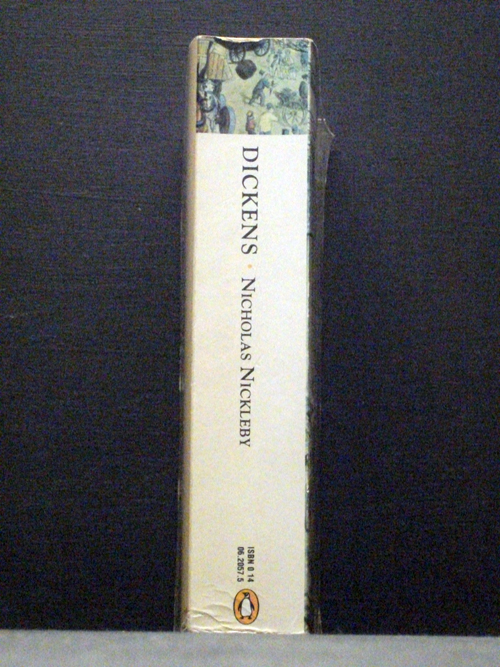 DICKENS · NICHOLAS NICKLEBY
ISBN 0 14
06.2057.5